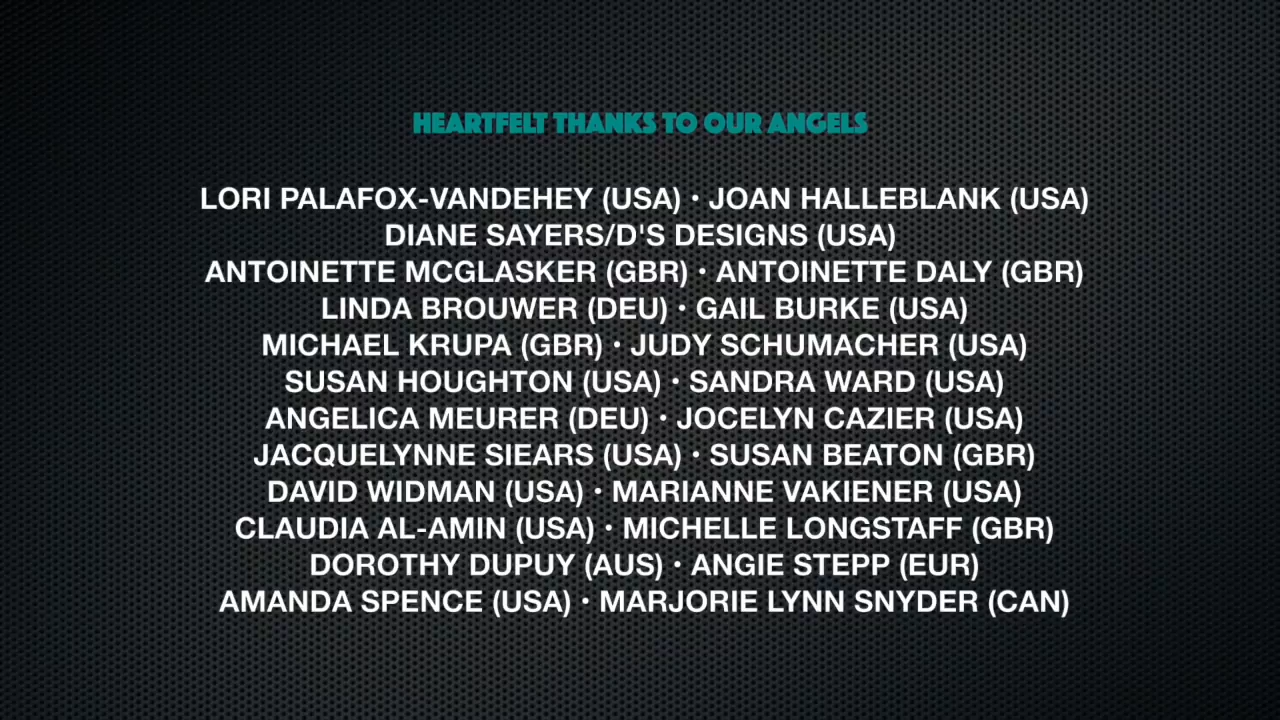 HEARTFELT THANKS TO OUR ANGELS
LORI PALAFOX-VANDEHEY (USA) • JOAN HALLEBLANK (USA)
DIANE SAYERS/D'S DESIGNS (USA)
ANTOINETTE MCGLASKER (GBR) • ANTOINETTE DALY (GBR)
LINDA BROUWER (DEU) • GAIL BURKE (USA)
MICHAEL KRUPA (GBR) • JUDY SCHUMACHER (USA)
SUSAN HOUGHTON (USA) • SANDRA WARD (USA)
ANGELICA MEURER (DEU) • JOCELYN CAZIER (USA)
JACQUELYNNE SIEARS (USA) • SUSAN BEATON (GBR)
DAVID WIDMAN (USA) • MARIANNE VAKIENER (USA)
CLAUDIA AL-AMIN (USA) • MICHELLE LONGSTAFF (GBR)
DOROTHY DUPUY (AUS) • ANGIE STEPP (EUR)
AMANDA SPENCE (USA) • MARJORIE LYNN SNYDER (CAN)